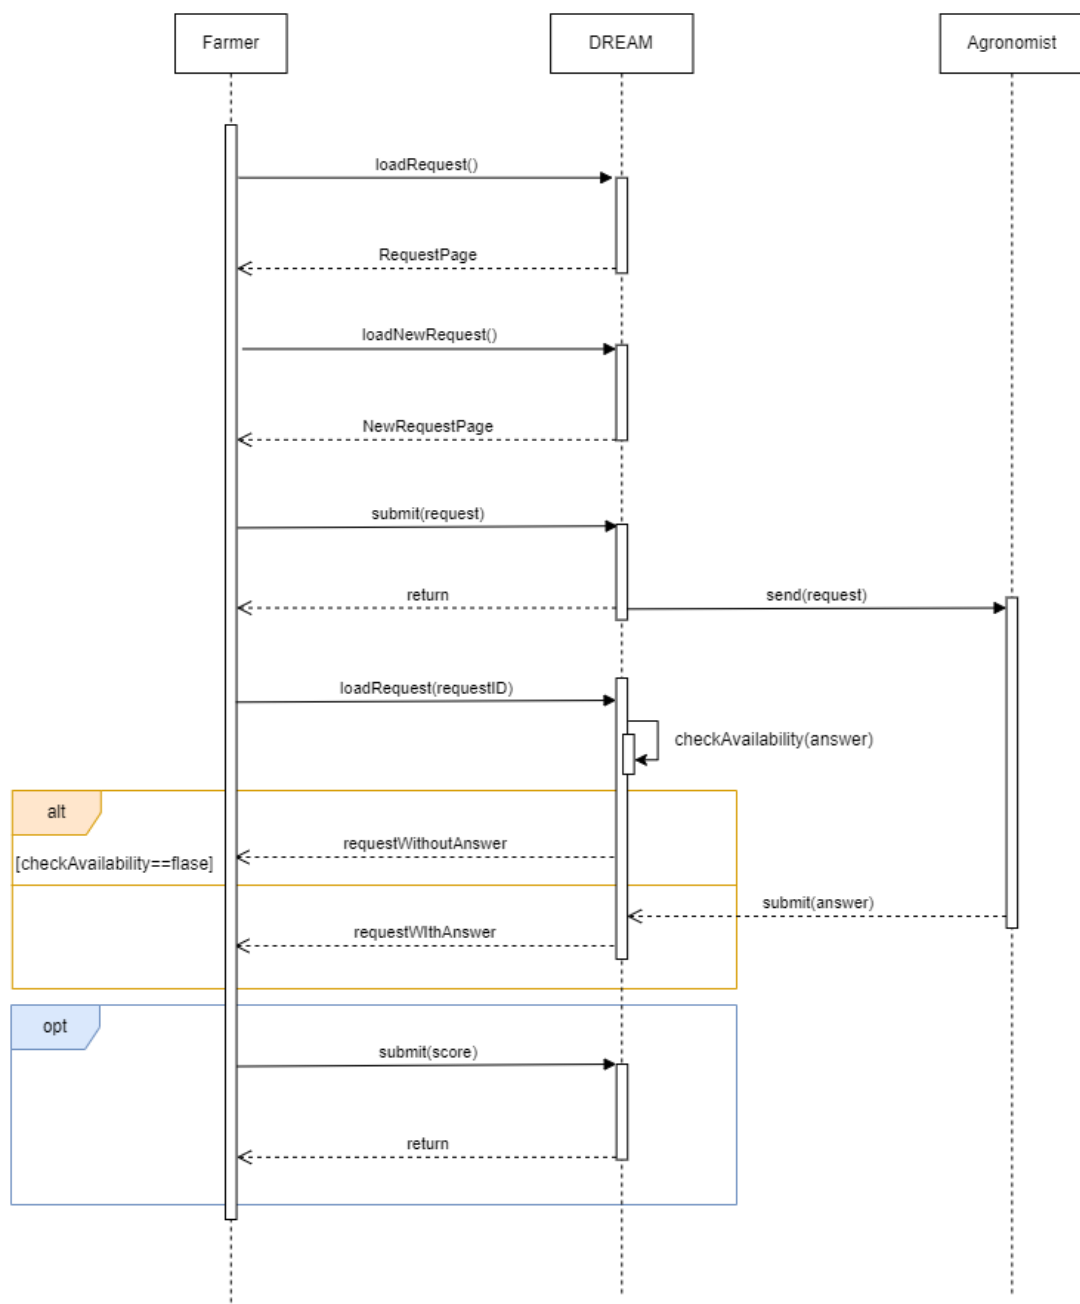 Farmer
DREAM
Agronomist
loadRequest()
RequestPage
loadNewRequest()
NewRequestPage
submit(request)
return
send(request)
loadRequest(requestID)
checkAvailability(answer)
alt
requestWithoutAnswer
[checkAvailability==flase]
submit(answer)
requestWIthAnswer
opt
submit(score)
return